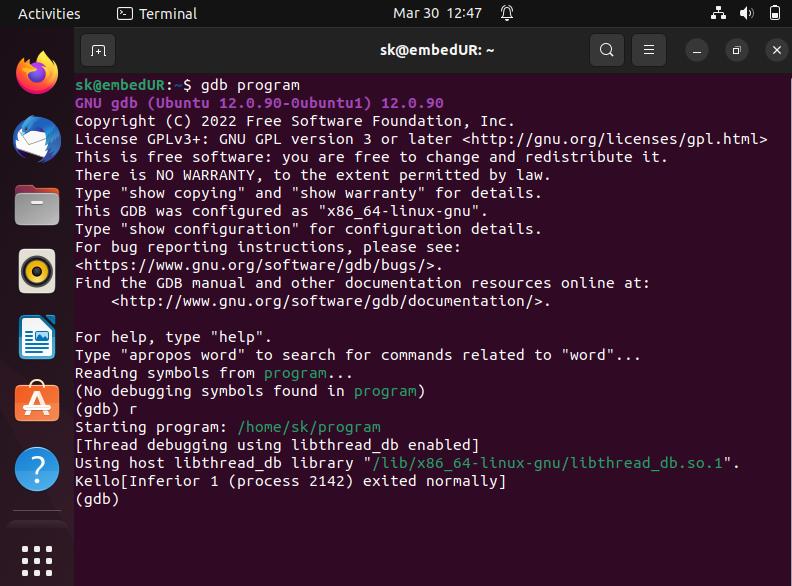 Activities
Terminal
Mar 30 12:47
sk@embedUR: ~
sk@embedUR:~$ gdb program
GNU gdb (Ubuntu 12.0.90-0ubuntu1) 12.0.90
Copyright (C) 2022 Free Software Foundation, Inc.
License GPLv3+: GNU GPL version 3 or later <http://gnu.org/licenses/gpl.html>
This is free software: you are free to change and redistribute it.
There is NO WARRANTY, to the extent permitted by law.
Type "show copying" and "show warranty" for details.
This GDB was configured as "x86_64-linux-gnu".
Type "show configuration" for configuration details.
For bug reporting instructions, please see:
<https://www.gnu.org/software/gdb/bugs/>.
Find the GDB manual and other documentation resources online at:
    <http://www.gnu.org/software/gdb/documentation/>.

For help, type "help".
Type "apropos word" to search for commands related to "word"...
Reading symbols from program...
(No debugging symbols found in program)
(gdb) r
Starting program: /home/sk/program
[Thread debugging using libthread_db enabled]
Using host libthread_db library "/lib/x86_64-linux-gnu/libthread_db.so.1".
Kello[Inferior 1 (process 2142) exited normally]
(gdb)